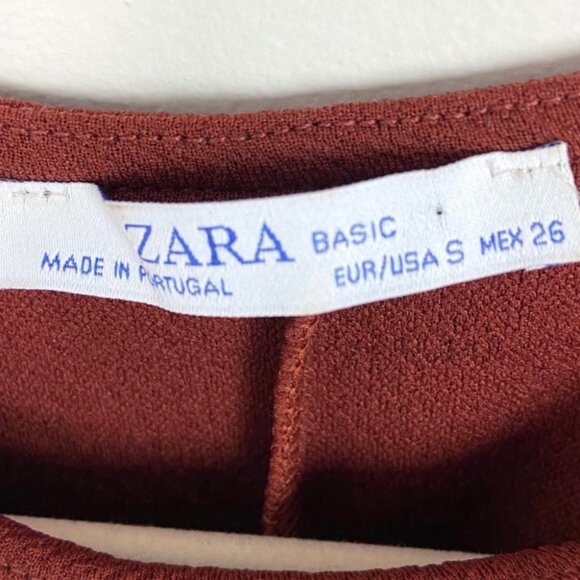 ZARA BASIC
MADE IN PORTUGAL
EUR/USA S MEX 26